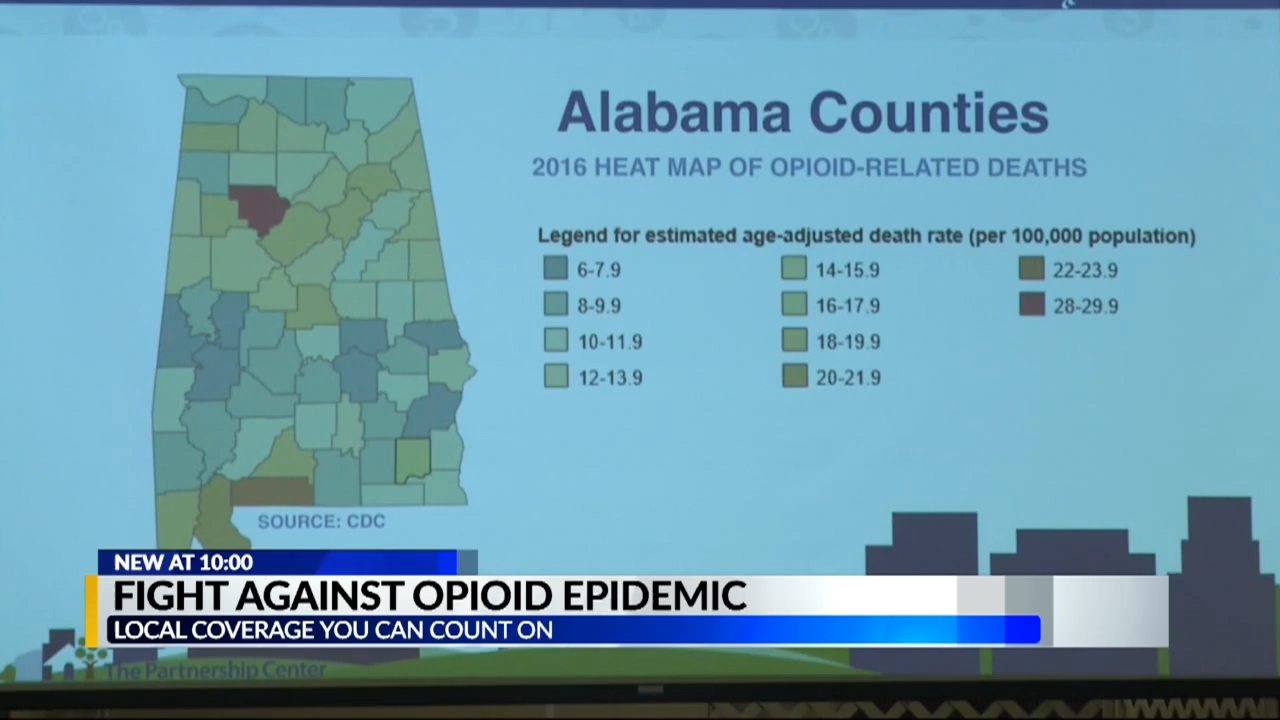 Alabama Counties
2016 HEAT MAP OF OPIOID-RELATED DEATHS
Legend for estimated age-adjusted death rate (per 100,000 population)
6-7.9
8-9.9
10-11.9
12-13.9
14-15.9
16-17.9
18-19.9
20-21.9
22-23.9
28-29.9
SOURCE: CDC
NEW AT 10:00
FIGHT AGAINST OPIOID EPIDEMIC
LOCAL COVERAGE YOU CAN COUNT ON
The Partnership Center